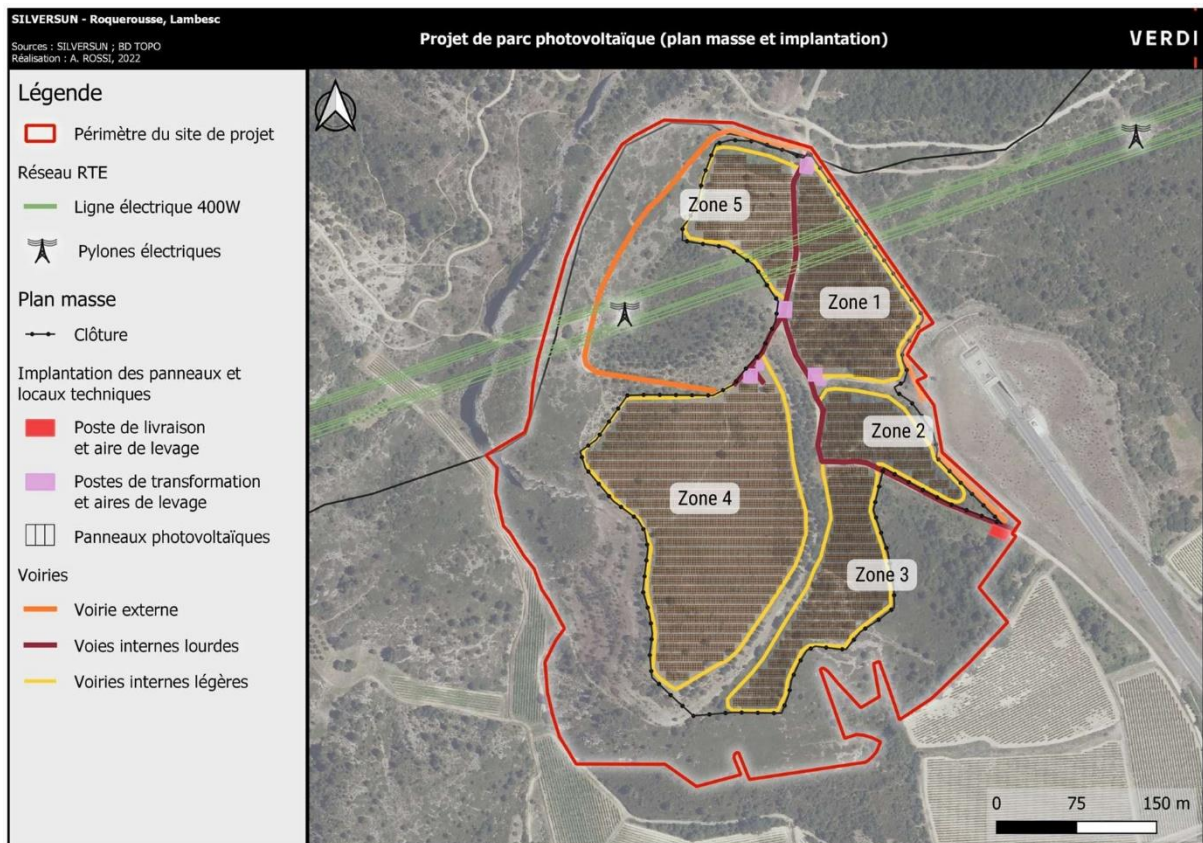 SILVERSUN - Roquerousse, Lambesc
Sources : SILVERSUN ; BD TOPO
Réalisation : A. ROSSI, 2022
Projet de parc photovoltaïque (plan masse et implantation)
VERDI
Légende
Périmètre du site de projet
Réseau RTE
Ligne électrique 400W
Pylones électriques
Plan masse
Clôture
Implantation des panneaux et
locaux techniques
Poste de livraison
et aire de levage
Postes de transformation
et aires de levage
Panneaux photovoltaïques
Voiries
Voirie externe
Voies internes lourdes
Voiries internes légères
Zone 5
Zone 1
Zone 2
Zone 4
Zone 3
0 75 150 m